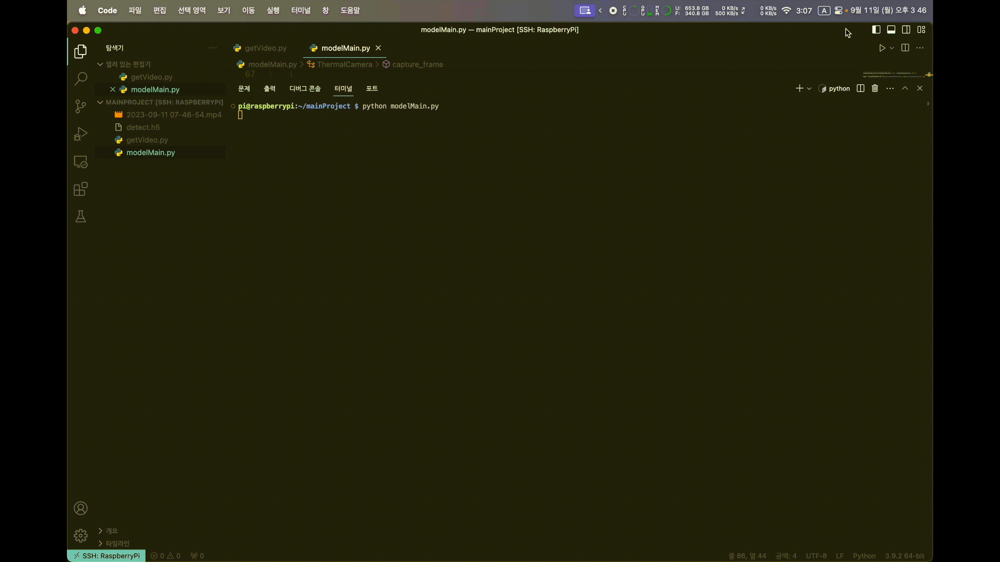 Code 파일 편집 선택 영역 보기 이동 실행 터미널 창 도움말 CPU GPU MEM U: 653.8 GB F: 340.8 GB 0 KB/s 500 KB/s 0 KB/s 0 KB/s 3:07 A 9월 11일 (월) 오후 3 46
modelMain.py — mainProject [SSH: RaspberryPi]
탐색기
getVideo.py modelMain.py
열려 있는 편집기
modelMain.py > ThermalCamera > capture_frame
67
getVideo.py
modelMain.py
문제 출력 디버그 콘솔 터미널 포트 python
MAINPROJECT [SSH: RASPBERRYPI]
pi@raspberrypi:~/mainProject $ python modelMain.py
2023-09-11 07-46-54.mp4
detect.h5
getVideo.py
modelMain.py
개요
타임라인
SSH: RaspberryPi 0 0 0 줄 86, 열 44 공백: 4 UTF-8 LF Python 3.9.2 64-bit